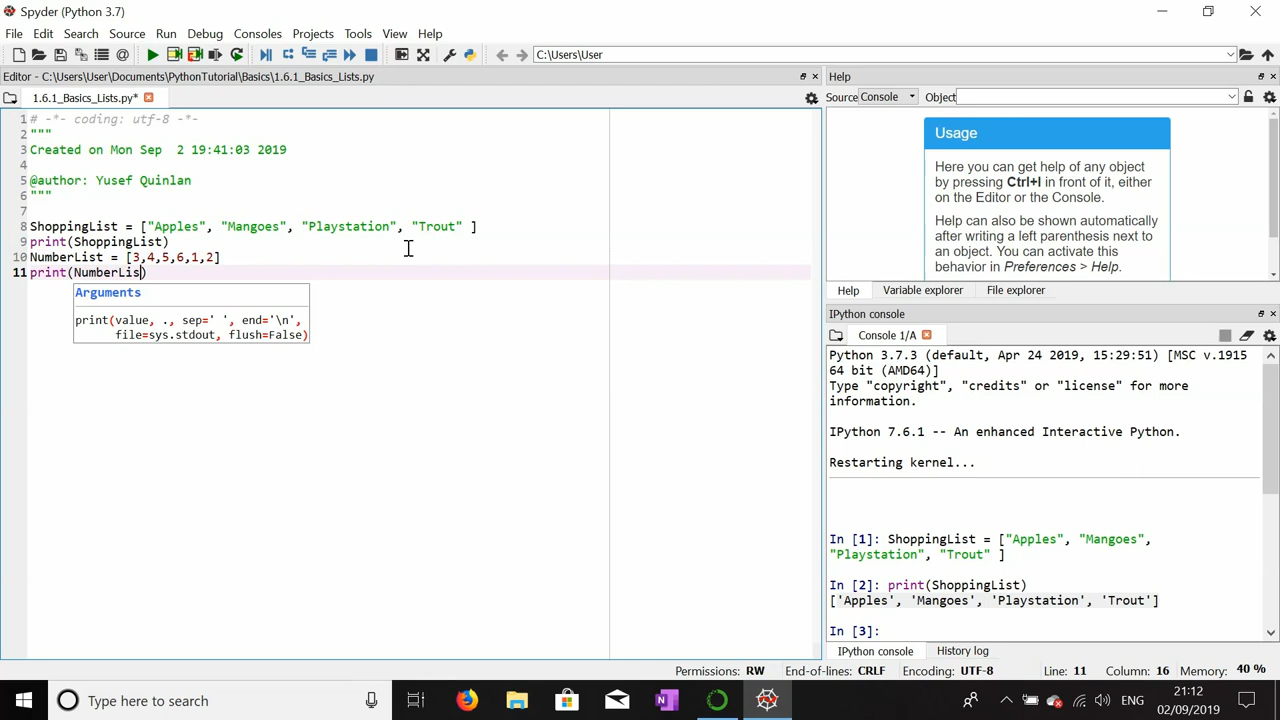 Spyder (Python 3.7)
File Edit Search Source Run Debug Consoles Projects Tools View Help
C:\Users\User
Editor - C:\Users\User\Documents\PythonTutorial\Basics\1.6.1_Basics_Lists.py
1.6.1_Basics_Lists.py*
1 # -*- coding: utf-8 -*-
2 """
3 Created on Mon Sep  2 19:41:03 2019
4
5 @author: Yusef Quinlan
6 """
7
8 ShoppingList = ["Apples", "Mangoes", "Playstation", "Trout" ]
9 print(ShoppingList)
10 NumberList = [3,4,5,6,1,2]
11 print(NumberLis)
Arguments
print(value, ., sep=' ', end='\n',
file=sys.stdout, flush=False)
Help
Source Console Object
Usage
Here you can get help of any object
by pressing Ctrl+I in front of it, either
on the Editor or the Console.
Help can also be shown automatically
after writing a left parenthesis next to
an object. You can activate this
behavior in Preferences > Help.
Help Variable explorer File explorer
IPython console
Console 1/A
Python 3.7.3 (default, Apr 24 2019, 15:29:51) [MSC v.1915
64 bit (AMD64)]
Type "copyright", "credits" or "license" for more
information.
IPython 7.6.1 -- An enhanced Interactive Python.
Restarting kernel...
In [1]: ShoppingList = ["Apples", "Mangoes",
"Playstation", "Trout" ]
In [2]: print(ShoppingList)
['Apples', 'Mangoes', 'Playstation', 'Trout']
In [3]:
IPython console History log
Permissions: RW End-of-lines: CRLF Encoding: UTF-8 Line: 11 Column: 16 Memory: 40 %
Type here to search
ENG
21:12
02/09/2019